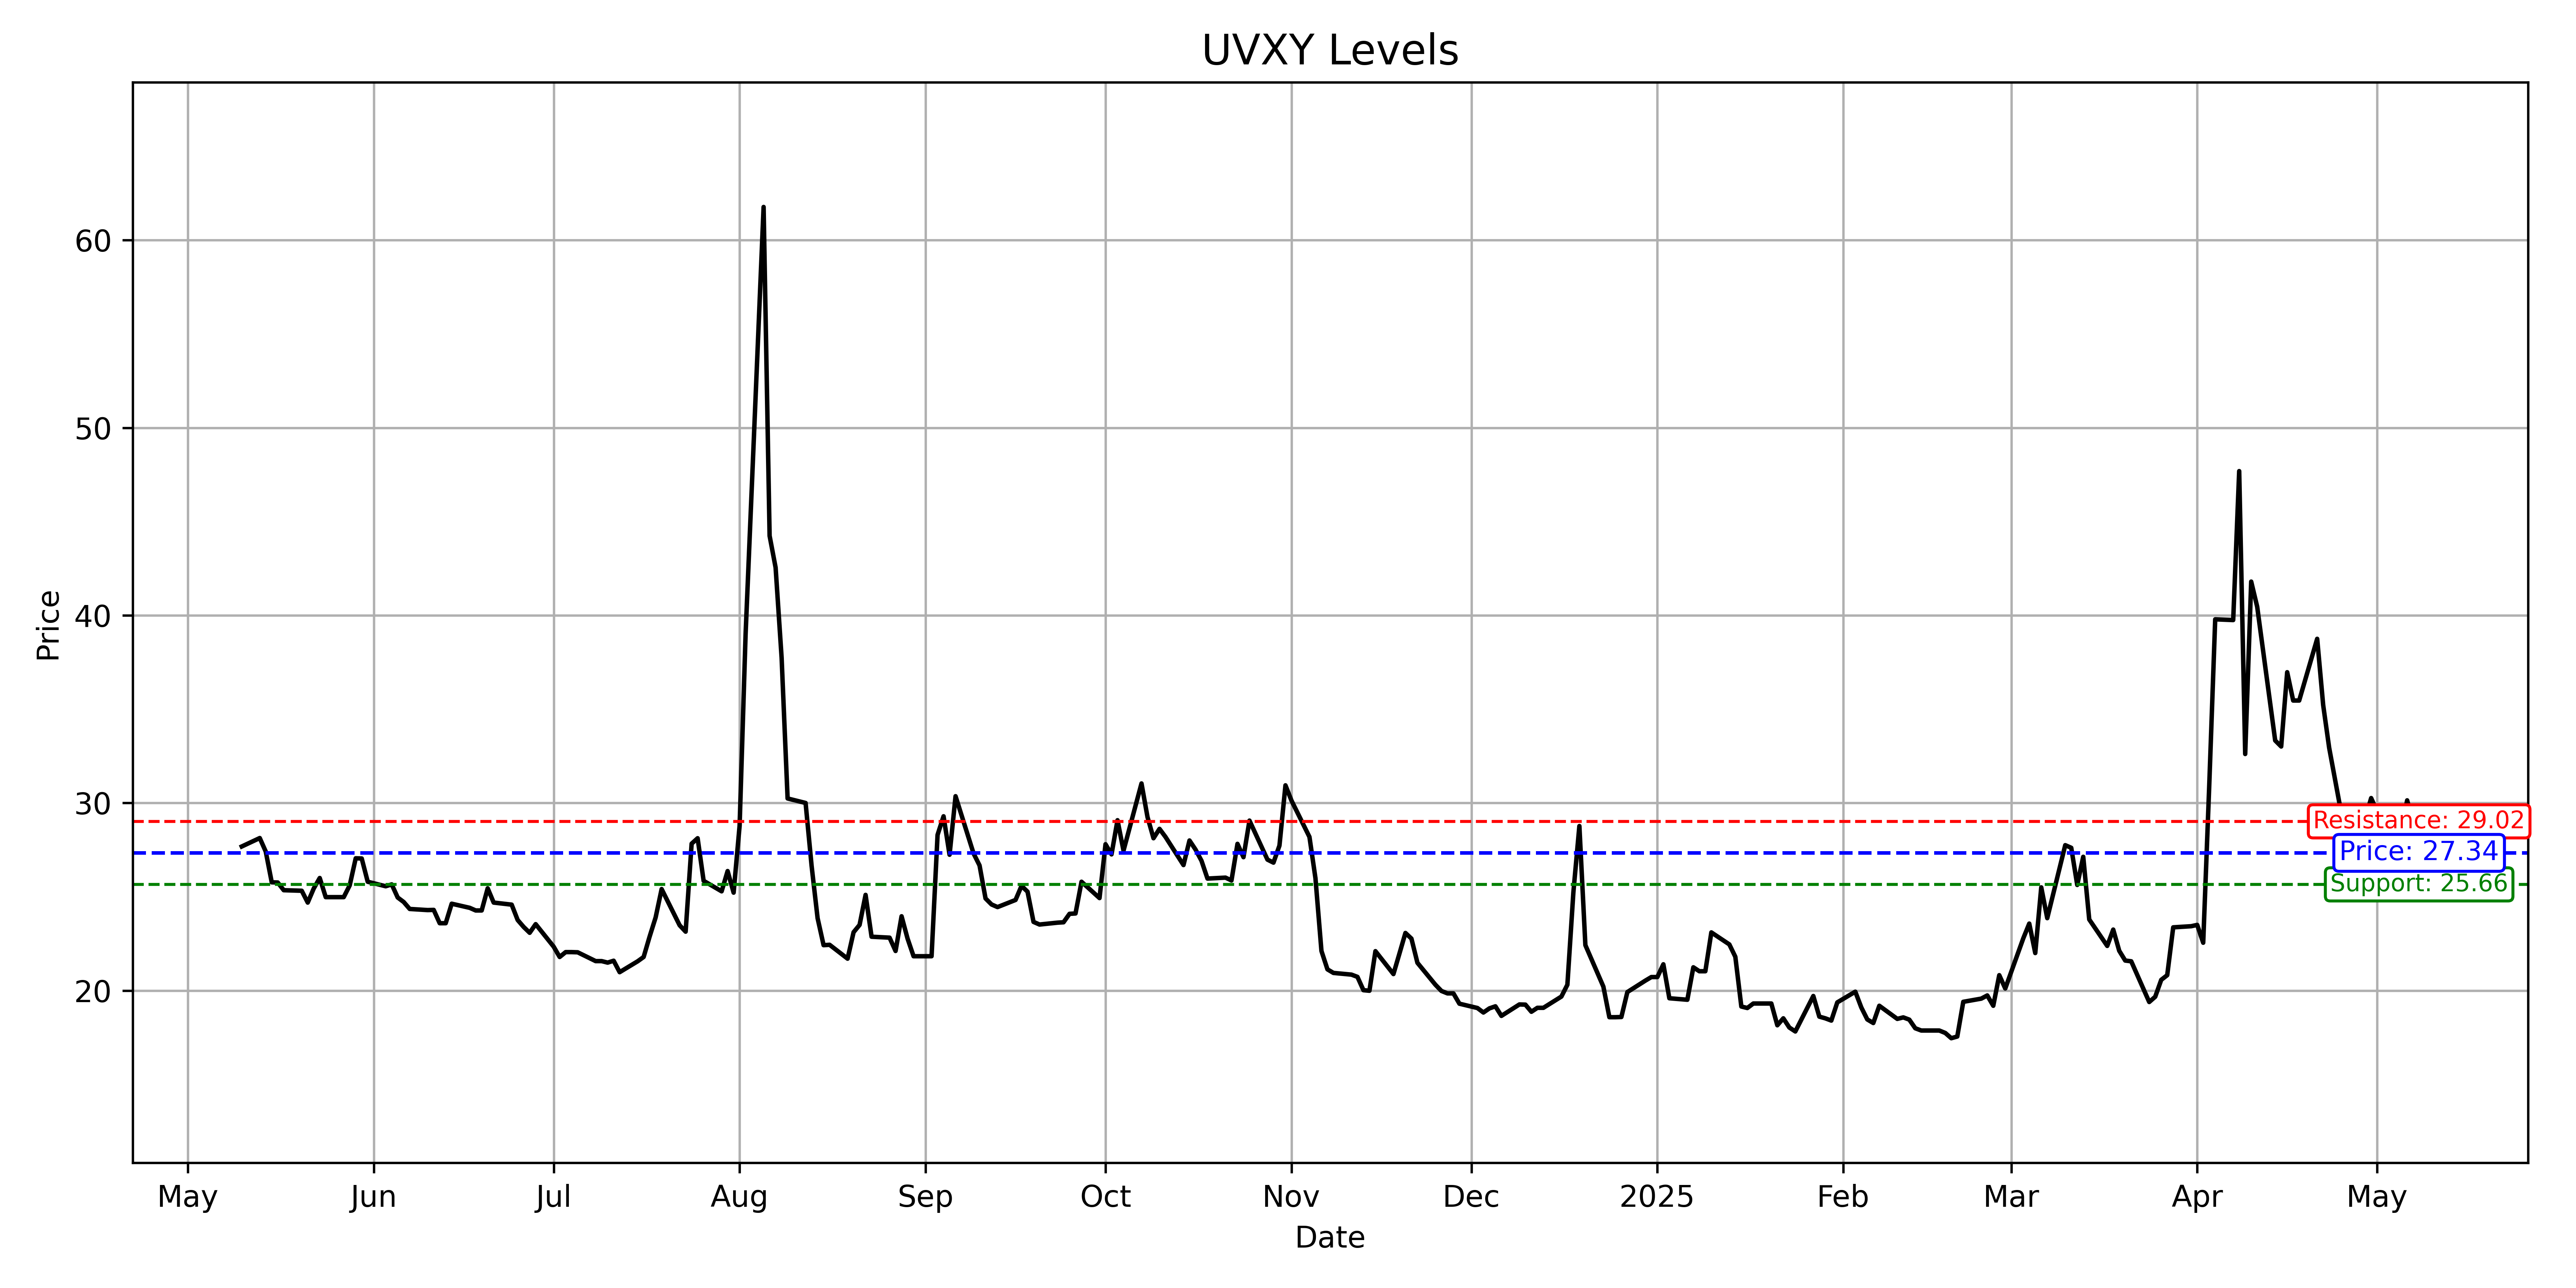 UVXY Levels
Price
60
50
40
30
20
Resistance: 29.02
Price: 27.34
Support: 25.66
May Jun Jul Aug Sep Oct Nov Dec 2025 Feb Mar Apr May
Date